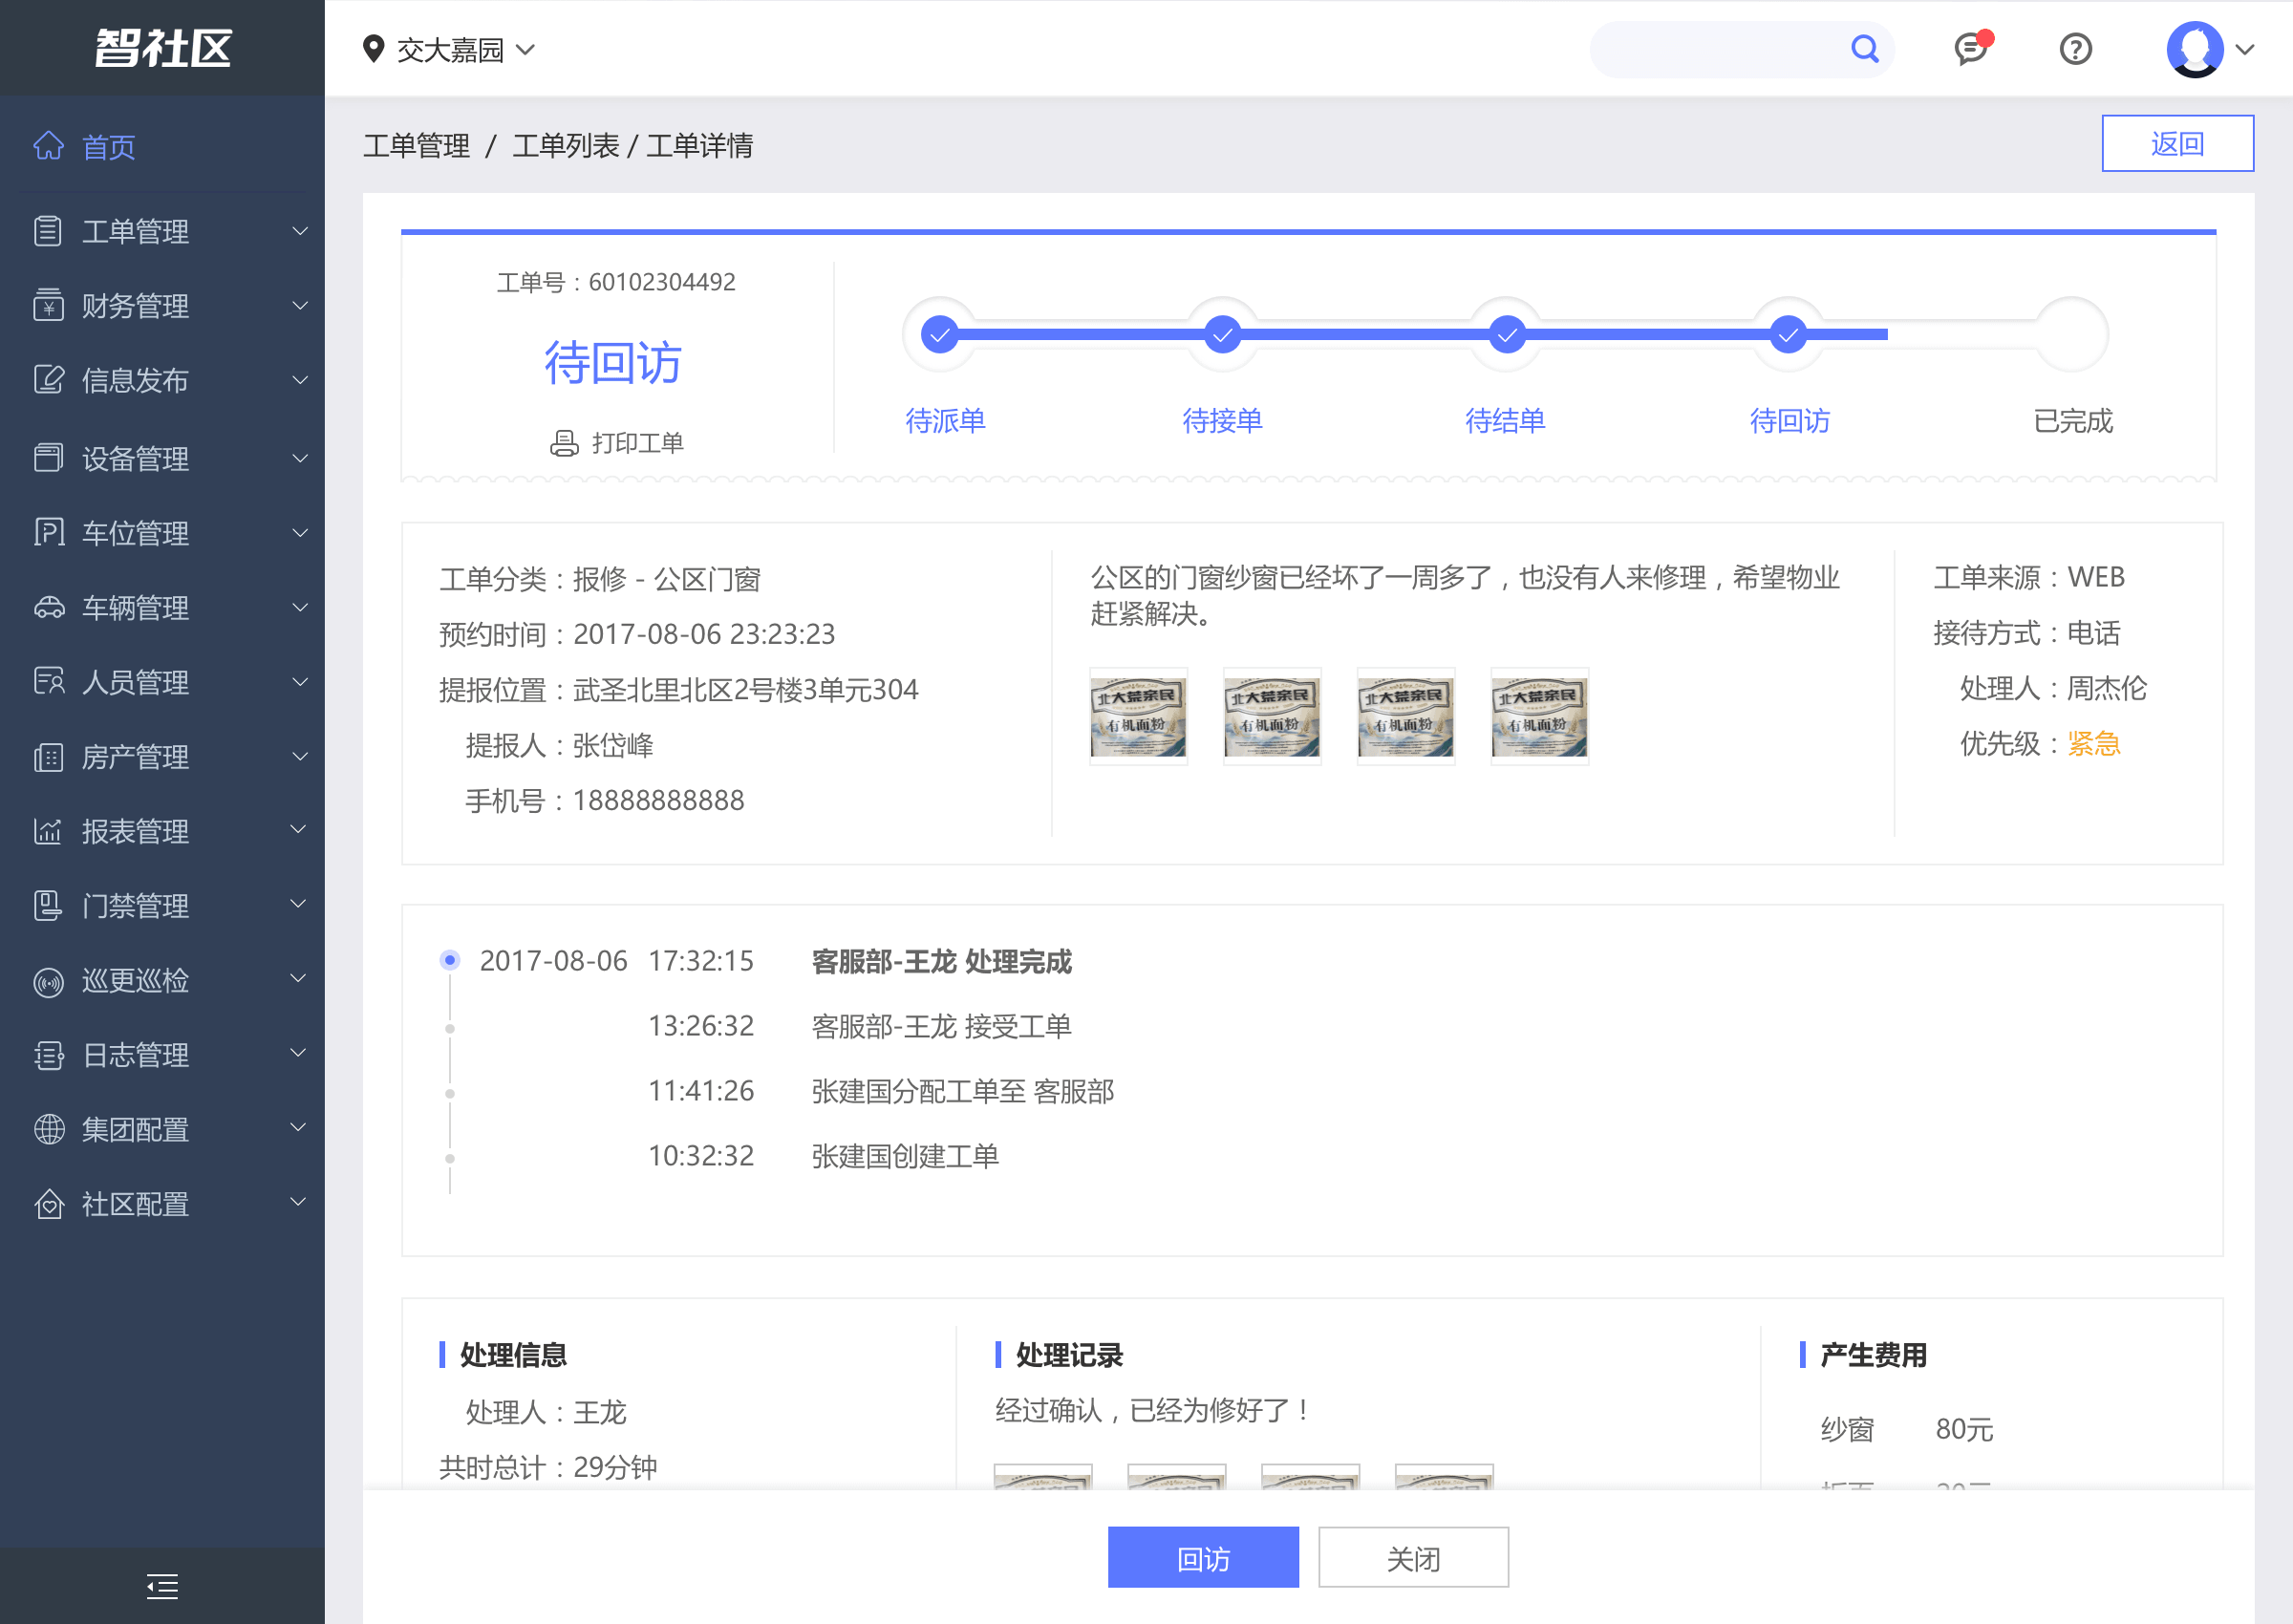 智社区
交大嘉园
首页
工单管理
财务管理
信息发布
设备管理
车位管理
车辆管理
人员管理
房产管理
报表管理
门禁管理
巡更巡检
日志管理
集团配置
社区配置
工单管理 / 工单列表 / 工单详情
返回
工单号：60102304492
待回访
打印工单
待派单
待接单
待结单
待回访
已完成
工单分类：报修 - 公区门窗
预约时间：2017-08-06 23:23:23
提报位置：武圣北里北区2号楼3单元304
提报人：张岱峰
手机号：18888888888
公区的门窗纱窗已经坏了一周多了，也没有人来修理，希望物业
赶紧解决。
北大荒亲民
有机面粉
北大荒亲民
有机面粉
北大荒亲民
有机面粉
北大荒亲民
有机面粉
工单来源：WEB
接待方式：电话
处理人：周杰伦
优先级：紧急
2017-08-06 17:32:15 客服部-王龙 处理完成
13:26:32 客服部-王龙 接受工单
11:41:26 张建国分配工单至 客服部
10:32:32 张建国创建工单
处理信息
处理人：王龙
共时总计：29分钟
处理记录
经过确认，已经为修好了！
产生费用
纱窗 80元
回访
关闭